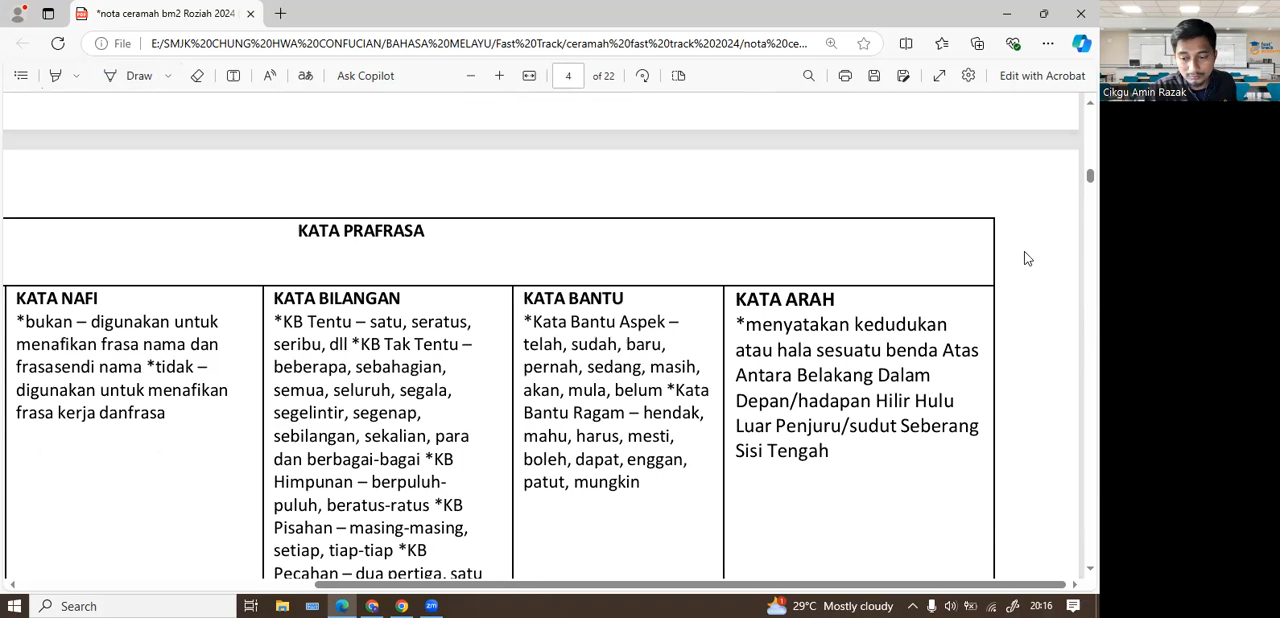 *nota ceramah bm2 Roziah 2024
File
E:/SMJK%20CHUNG%20HWA%20CONFUCIAN/BAHASA%20MELAYU/Fast%20Track/ceramah%20fast%20track%202024/nota%20ce...
Draw
Ask Copilot
4 of 22
Edit with Acrobat
Cikgu Amin Razak
KATA PRAFRASA
KATA NAFI
*bukan – digunakan untuk
menafikan frasa nama dan
frasasendi nama *tidak –
digunakan untuk menafikan
frasa kerja danfrasa
KATA BILANGAN
*KB Tentu – satu, seratus,
seribu, dll *KB Tak Tentu –
beberapa, sebahagian,
semua, seluruh, segala,
segelintir, segenap,
sebilangan, sekalian, para
dan berbagai-bagai *KB
Himpunan – berpuluh-
puluh, beratus-ratus *KB
Pisahan – masing-masing,
setiap, tiap-tiap *KB
Pecahan – dua pertiga, satu
KATA BANTU
*Kata Bantu Aspek –
telah, sudah, baru,
pernah, sedang, masih,
akan, mula, belum *Kata
Bantu Ragam – hendak,
mahu, harus, mesti,
boleh, dapat, enggan,
patut, mungkin
KATA ARAH
*menyatakan kedudukan
atau hala sesuatu benda Atas
Antara Belakang Dalam
Depan/hadapan Hilir Hulu
Luar Penjuru/sudut Seberang
Sisi Tengah
Search
29°C Mostly cloudy
20:16